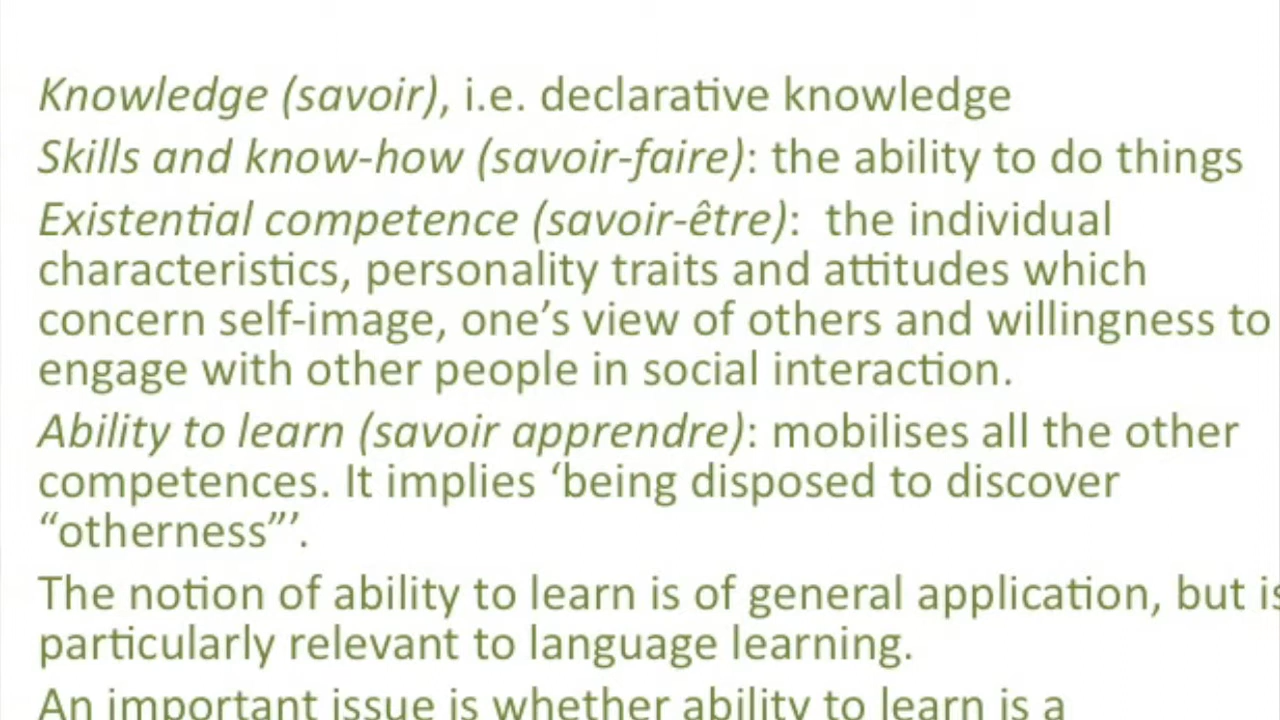 Knowledge (savoir), i.e. declarative knowledge
Skills and know-how (savoir-faire): the ability to do things
Existential competence (savoir-être):  the individual
characteristics, personality traits and attitudes which
concern self-image, one’s view of others and willingness to
engage with other people in social interaction.
Ability to learn (savoir apprendre): mobilises all the other
competences. It implies ‘being disposed to discover
“otherness”’.
The notion of ability to learn is of general application, but is
particularly relevant to language learning.
An important issue is whether ability to learn is a